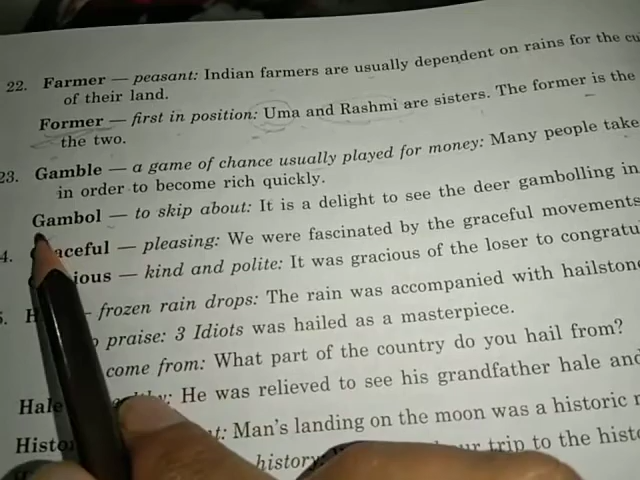 22. Farmer — peasant: Indian farmers are usually dependent on rains for the cu
of their land.
Former — first in position: Uma and Rashmi are sisters. The former is the
the two.
23. Gamble — a game of chance usually played for money: Many people take
in order to become rich quickly.
Gambol — to skip about: It is a delight to see the deer gambolling in
4. aceful — pleasing: We were fascinated by the graceful movements
ious — kind and polite: It was gracious of the loser to congratu
5. H — frozen rain drops: The rain was accompanied with hailston
praise: 3 Idiots was hailed as a masterpiece.
come from: What part of the country do you hail from?
Hale He was relieved to see his grandfather hale and
Histo t: Man's landing on the moon was a historic
history: our trip to the histo